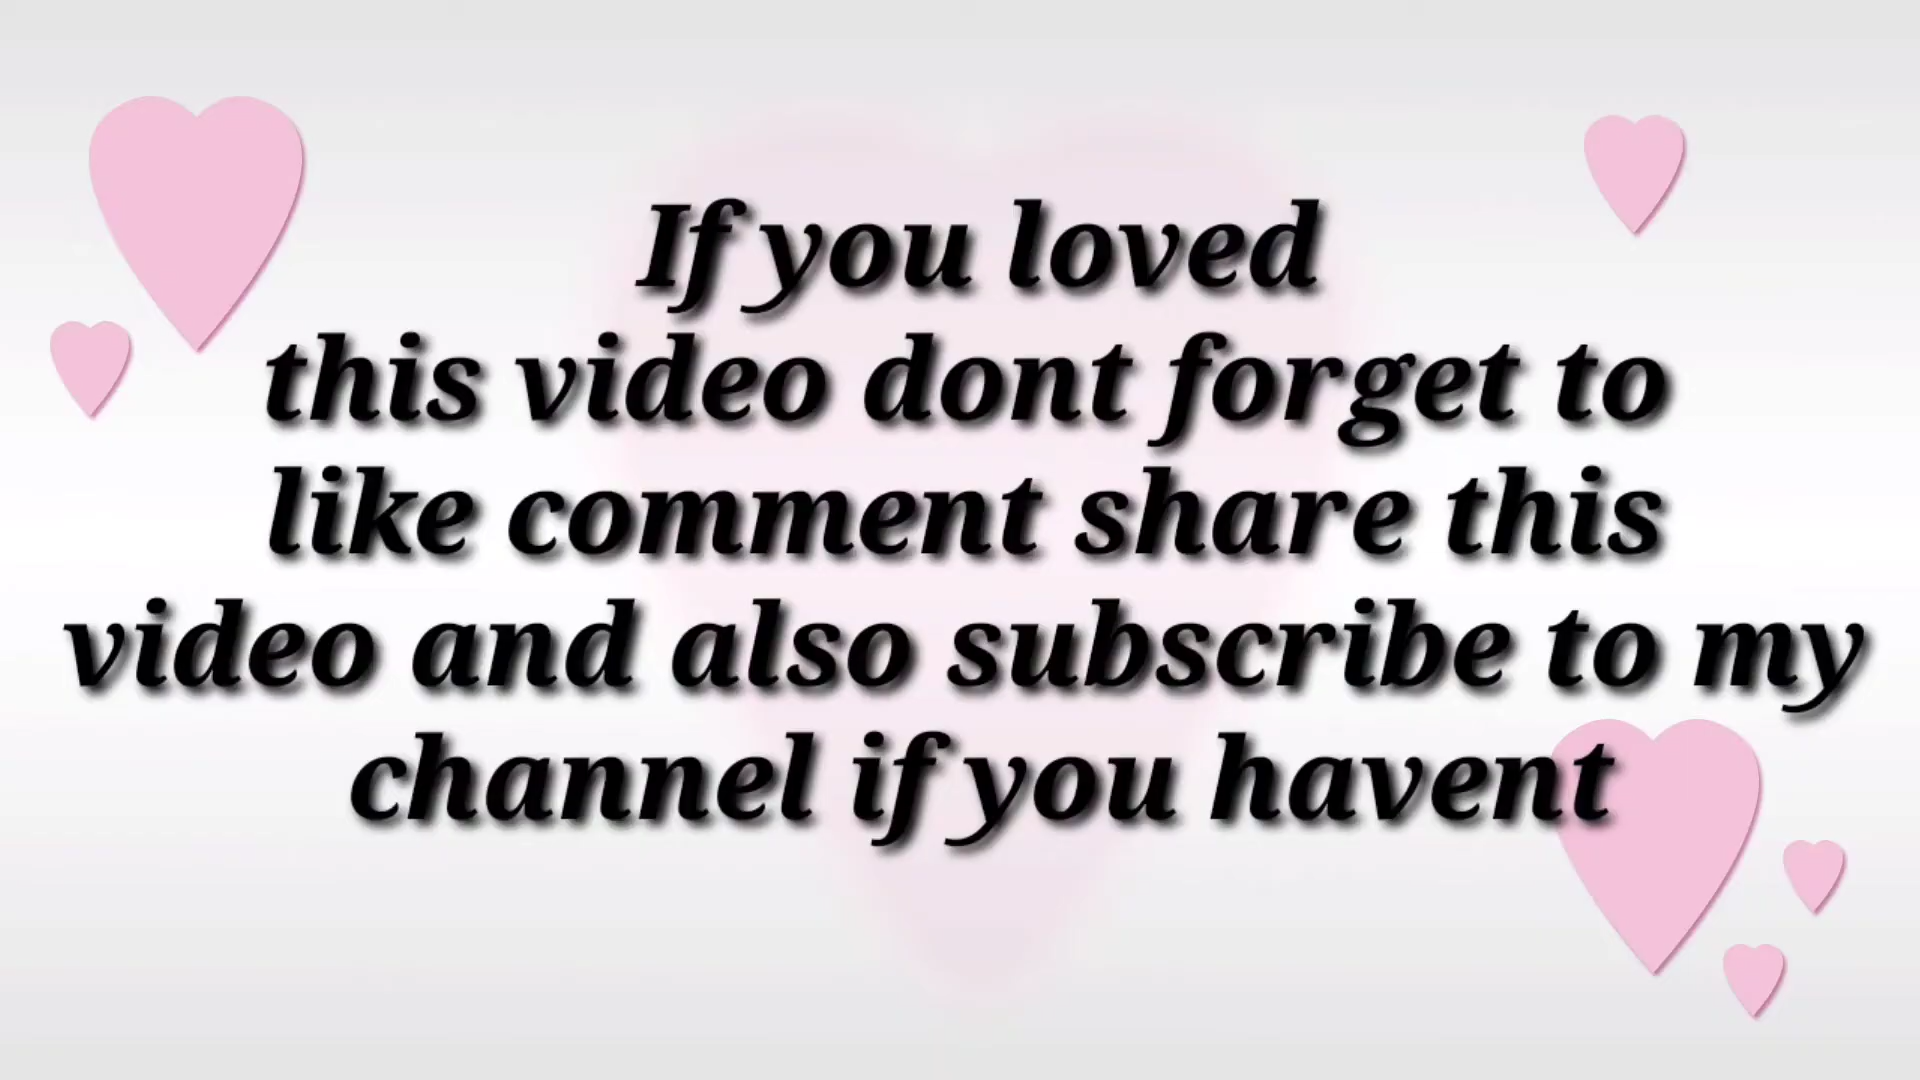 If you loved
this video dont forget to
like comment share this
video and also subscribe to my
channel if you havent